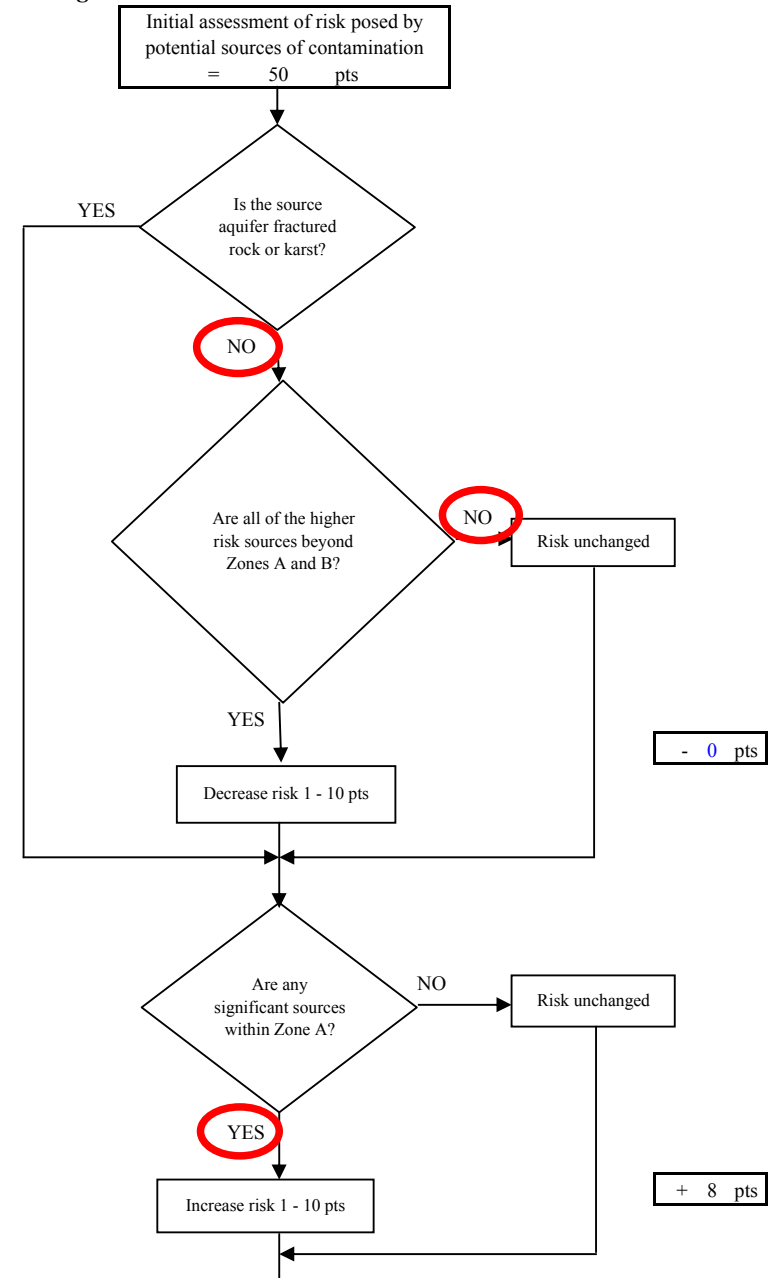 Initial assessment of risk posed by
potential sources of contamination
= 50 pts
YES
Is the source
aquifer fractured
rock or karst?
NO
Are all of the higher
risk sources beyond
Zones A and B?
NO
Risk unchanged
YES
- 0 pts
Decrease risk 1 - 10 pts
Are any
significant sources
within Zone A?
NO
Risk unchanged
YES
+ 8 pts
Increase risk 1 - 10 pts